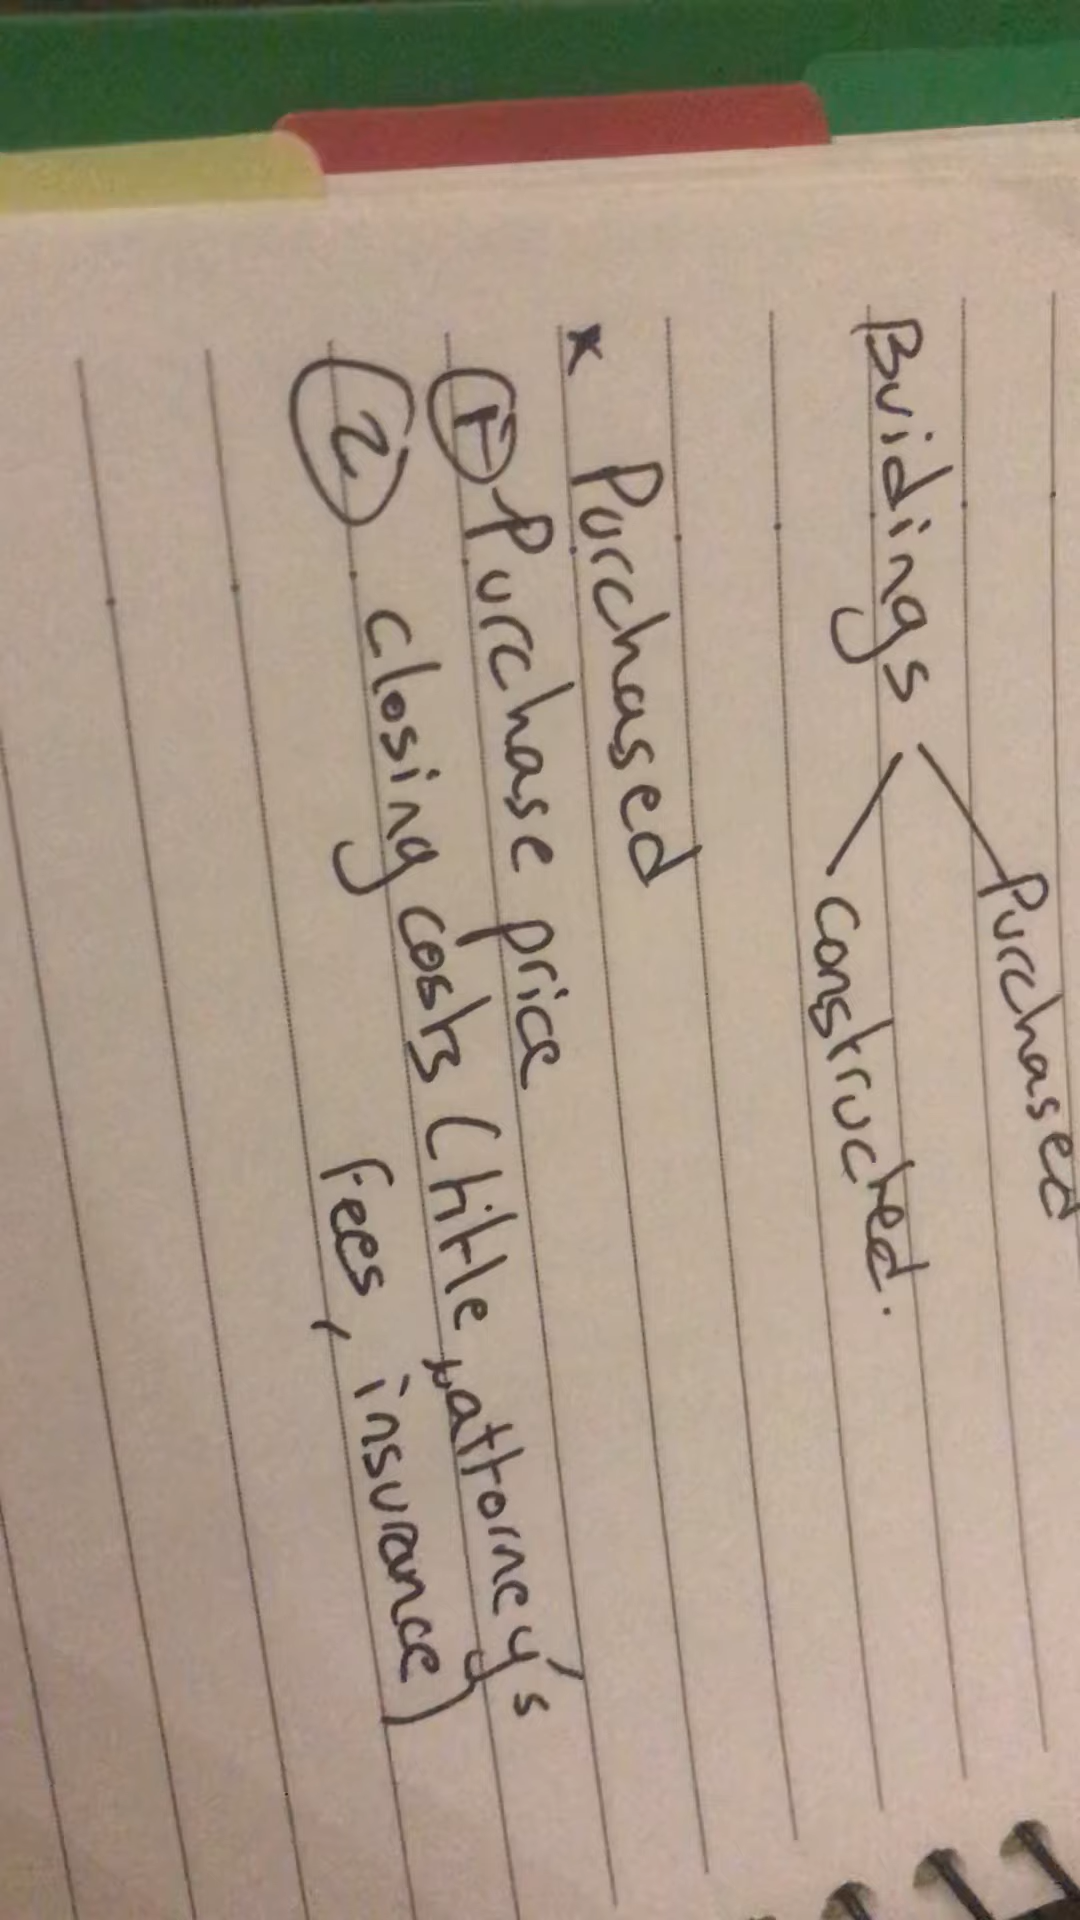 Purchased
Buidings
constructed.
x Purchased
① Purchase price
② closing costs (title, attorney's
Fees, insurance)